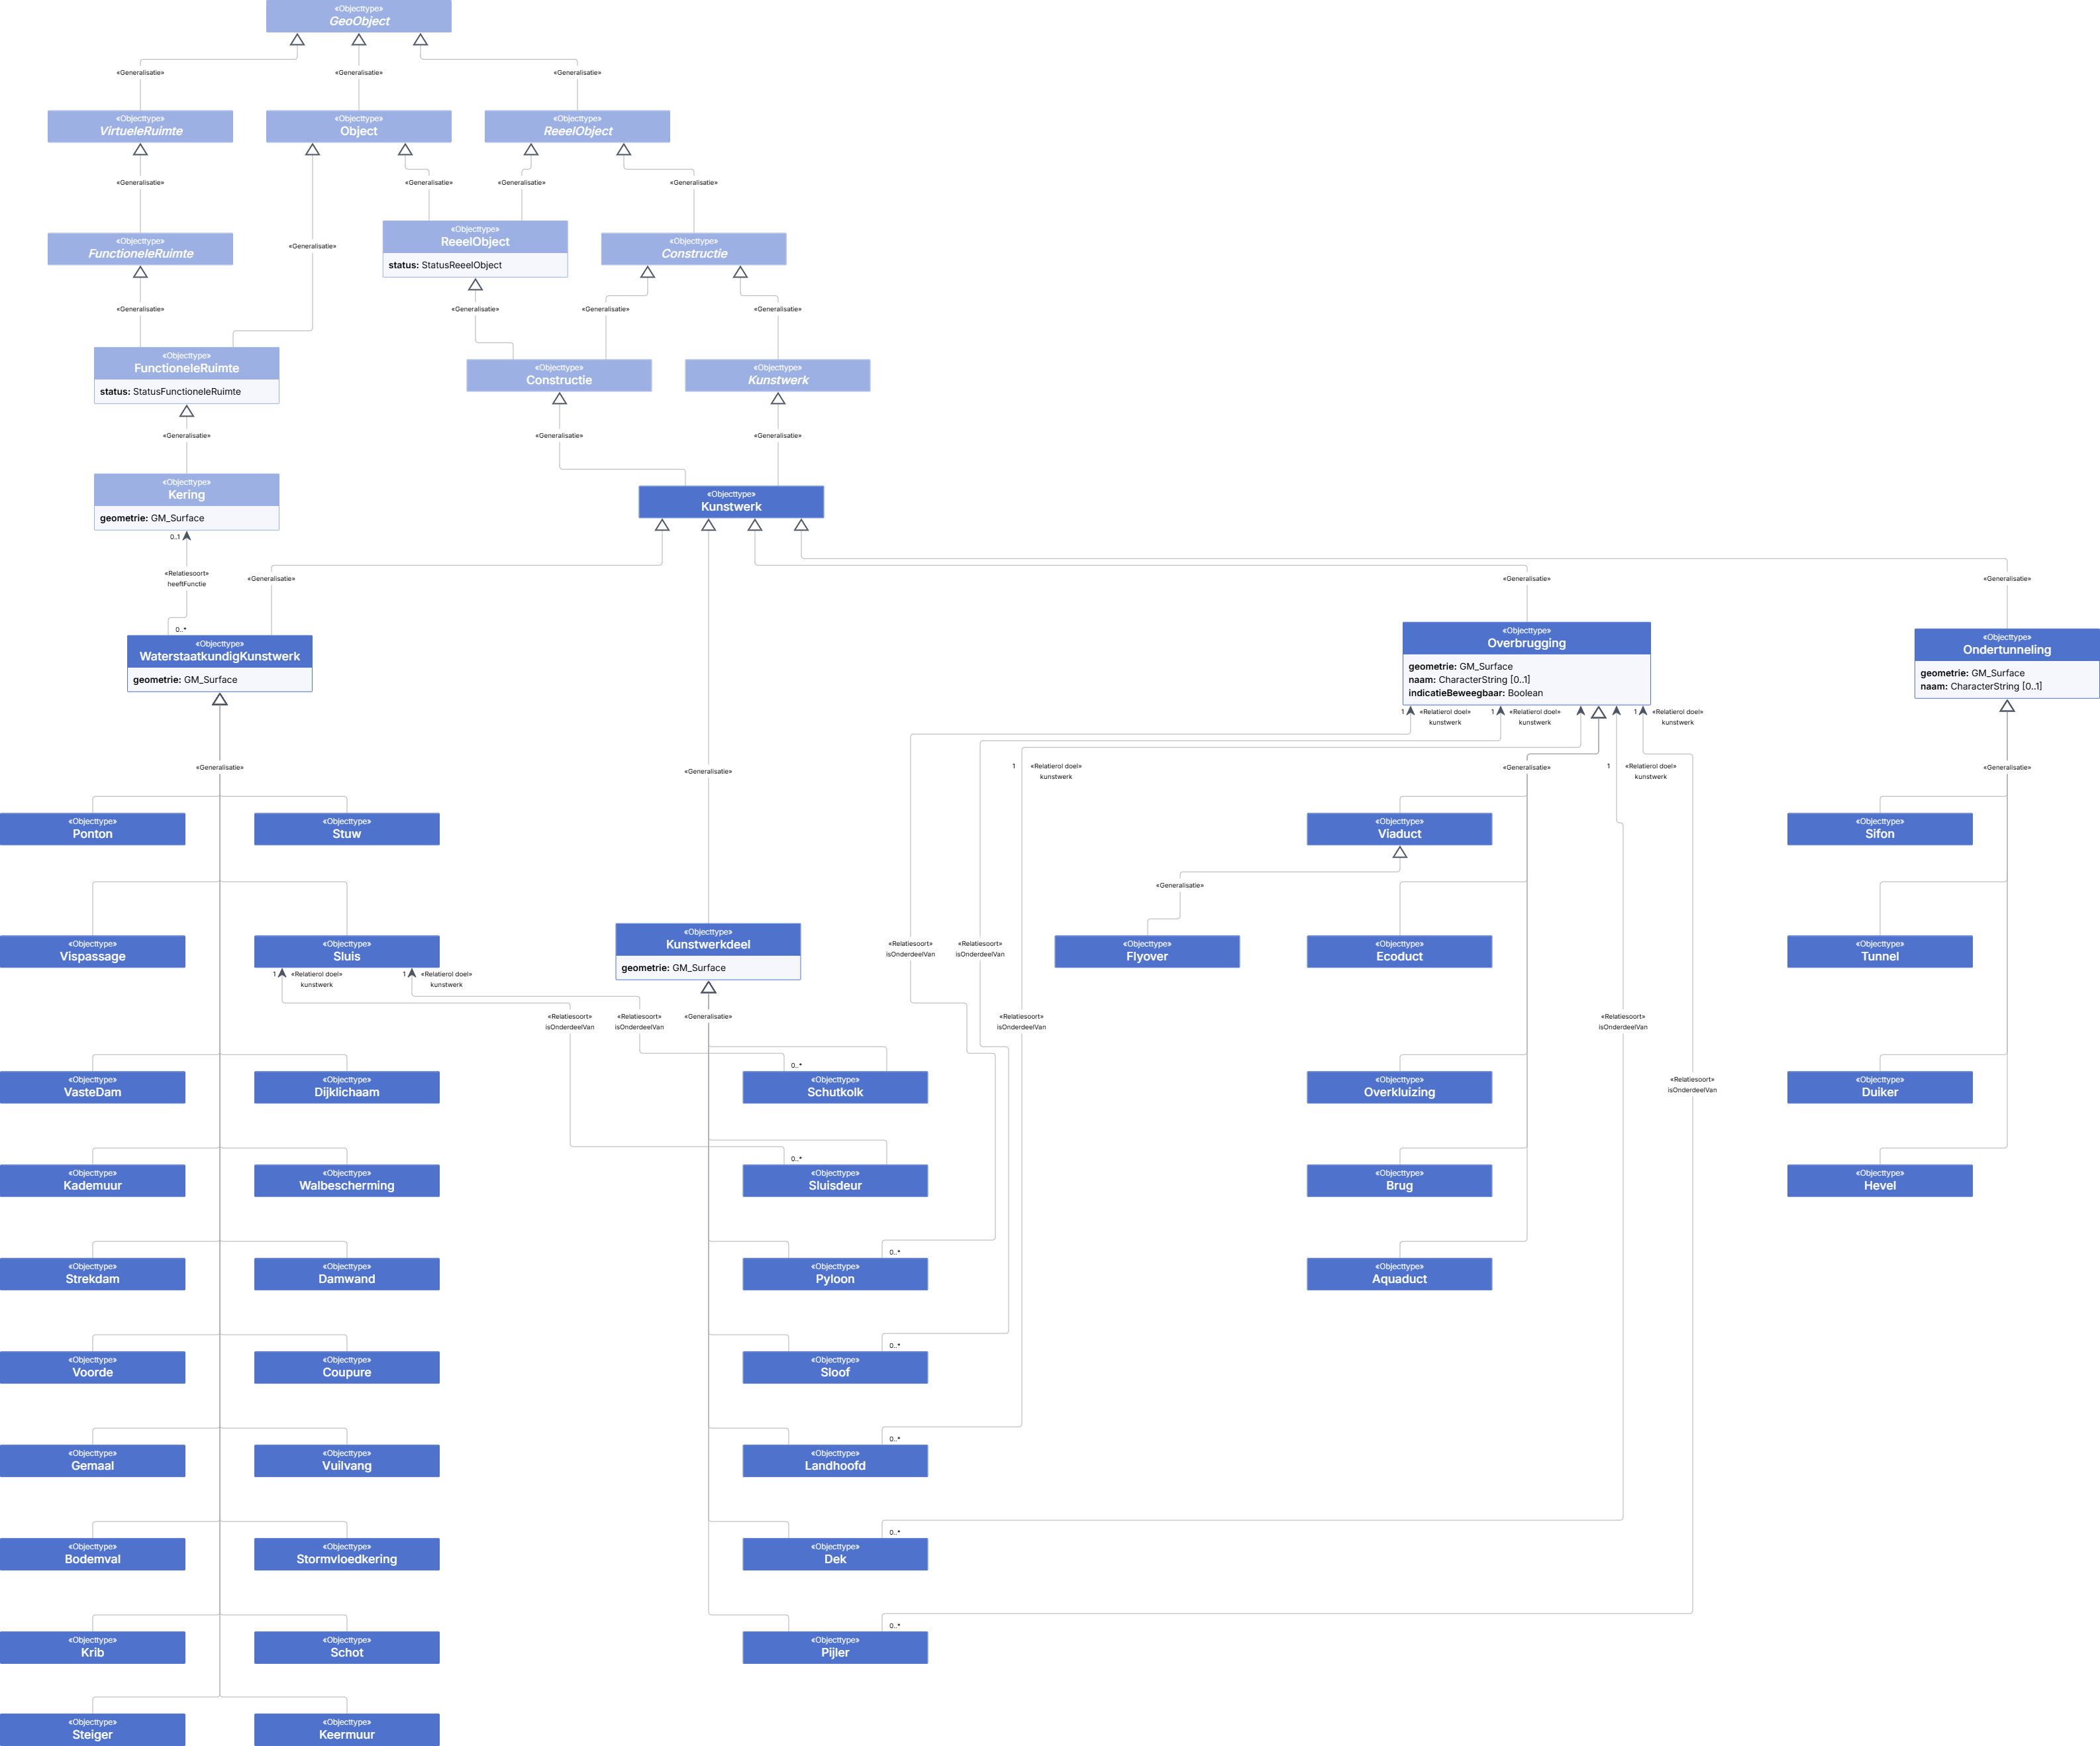 «Objecttype»
GeoObject
«Generalisatie»
«Generalisatie»
«Generalisatie»
«Objecttype»
VirtueleRuimte
«Objecttype»
Object
«Objecttype»
ReeelObject
«Generalisatie»
«Generalisatie»
«Generalisatie»
«Generalisatie»
«Objecttype»
FunctioneleRuimte
«Generalisatie»
«Objecttype»
ReeelObject
status: StatusReeelObject
«Objecttype»
Constructie
«Generalisatie»
«Generalisatie»
«Generalisatie»
«Generalisatie»
«Objecttype»
FunctioneleRuimte
status: StatusFunctioneleRuimte
«Objecttype»
Constructie
«Objecttype»
Kunstwerk
«Generalisatie»
«Generalisatie»
«Generalisatie»
«Objecttype»
Kering
geometrie: GM_Surface
«Objecttype»
Kunstwerk
0..1
«Relatiesoort»
heeftFunctie
«Generalisatie»
«Generalisatie»
«Generalisatie»
0..*
«Objecttype»
WaterstaatkundigKunstwerk
geometrie: GM_Surface
«Objecttype»
Overbrugging
geometrie: GM_Surface
naam: CharacterString [0..1]
indicatieBeweegbaar: Boolean
«Objecttype»
Ondertunneling
geometrie: GM_Surface
naam: CharacterString [0..1]
1
«Relatierol doel»
kunstwerk
1
«Relatierol doel»
kunstwerk
1
«Relatierol doel»
kunstwerk
«Generalisatie»
«Generalisatie»
1
«Relatierol doel»
kunstwerk
«Generalisatie»
1
«Relatierol doel»
kunstwerk
«Generalisatie»
«Objecttype»
Ponton
«Objecttype»
Stuw
«Objecttype»
Viaduct
«Objecttype»
Sifon
«Generalisatie»
«Objecttype»
Vispassage
«Objecttype»
Sluis
«Objecttype»
Kunstwerkdeel
geometrie: GM_Surface
«Relatiesoort»
isOnderdeelVan
«Relatiesoort»
isOnderdeelVan
«Objecttype»
Flyover
«Objecttype»
Ecoduct
«Objecttype»
Tunnel
1
«Relatierol doel»
kunstwerk
1
«Relatierol doel»
kunstwerk
«Relatiesoort»
isOnderdeelVan
«Relatiesoort»
isOnderdeelVan
«Generalisatie»
«Relatiesoort»
isOnderdeelVan
«Relatiesoort»
isOnderdeelVan
0..*
«Relatiesoort»
isOnderdeelVan
«Objecttype»
VasteDam
«Objecttype»
Dijklichaam
«Objecttype»
Schutkolk
«Objecttype»
Overkluizing
«Objecttype»
Duiker
0..*
«Objecttype»
Kademuur
«Objecttype»
Walbescherming
«Objecttype»
Sluisdeur
«Objecttype»
Brug
«Objecttype»
Hevel
0..*
«Objecttype»
Strekdam
«Objecttype»
Damwand
«Objecttype»
Pyloon
«Objecttype»
Aquaduct
0..*
«Objecttype»
Voorde
«Objecttype»
Coupure
«Objecttype»
Sloof
0..*
«Objecttype»
Gemaal
«Objecttype»
Vuilvang
«Objecttype»
Landhoofd
0..*
«Objecttype»
Bodemval
«Objecttype»
Stormvloedkering
«Objecttype»
Dek
0..*
«Objecttype»
Krib
«Objecttype»
Schot
«Objecttype»
Pijler
«Objecttype»
Steiger
«Objecttype»
Keermuur